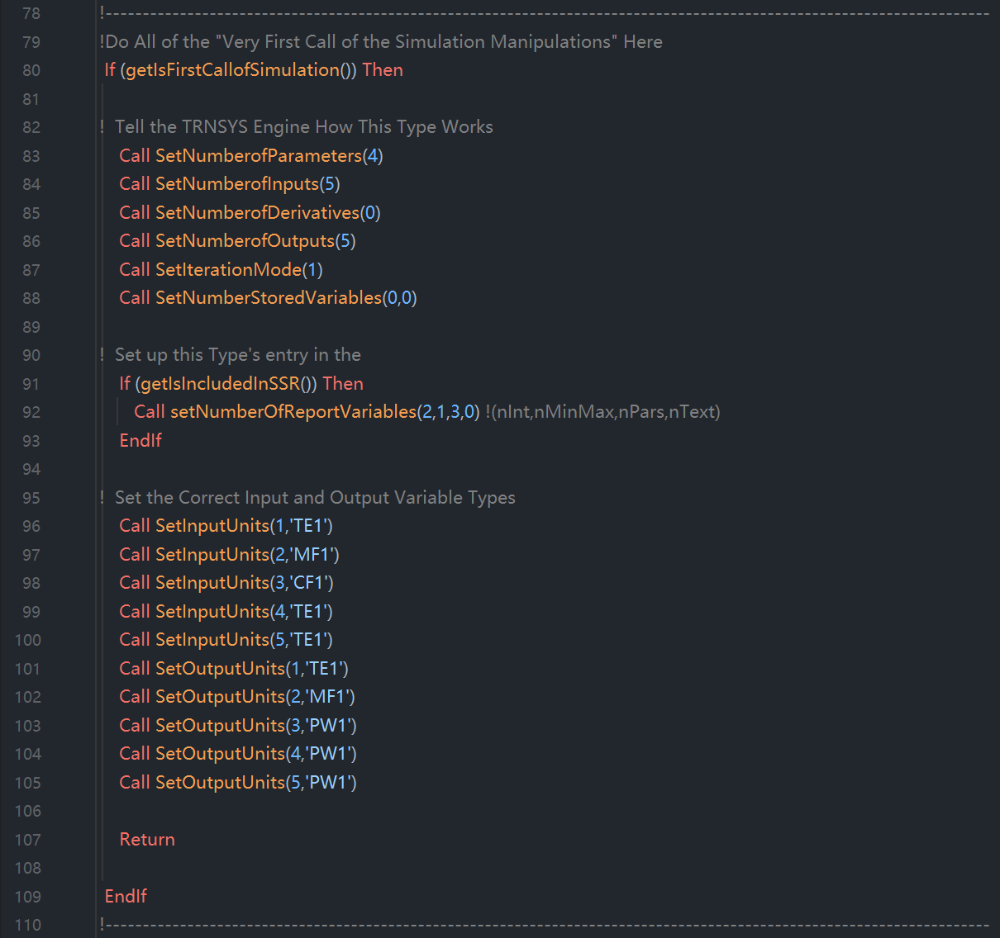 78 !----------------------------------------------------------------------------------------------------------------------
79 !Do All of the "Very First Call of the Simulation Manipulations" Here
80 If (getIsFirstCallofSimulation()) Then
81
82 !  Tell the TRNSYS Engine How This Type Works
83 Call SetNumberofParameters(4)
84 Call SetNumberofInputs(5)
85 Call SetNumberofDerivatives(0)
86 Call SetNumberofOutputs(5)
87 Call SetIterationMode(1)
88 Call SetNumberStoredVariables(0,0)
89
90 !  Set up this Type's entry in the
91 If (getIsIncludedInSSR()) Then
92 Call setNumberOfReportVariables(2,1,3,0) !(nInt,nMinMax,nPars,nText)
93 EndIf
94
95 !  Set the Correct Input and Output Variable Types
96 Call SetInputUnits(1,'TE1')
97 Call SetInputUnits(2,'MF1')
98 Call SetInputUnits(3,'CF1')
99 Call SetInputUnits(4,'TE1')
100 Call SetInputUnits(5,'TE1')
101 Call SetOutputUnits(1,'TE1')
102 Call SetOutputUnits(2,'MF1')
103 Call SetOutputUnits(3,'PW1')
104 Call SetOutputUnits(4,'PW1')
105 Call SetOutputUnits(5,'PW1')
106
107 Return
108
109 EndIf
110 !----------------------------------------------------------------------------------------------------------------------